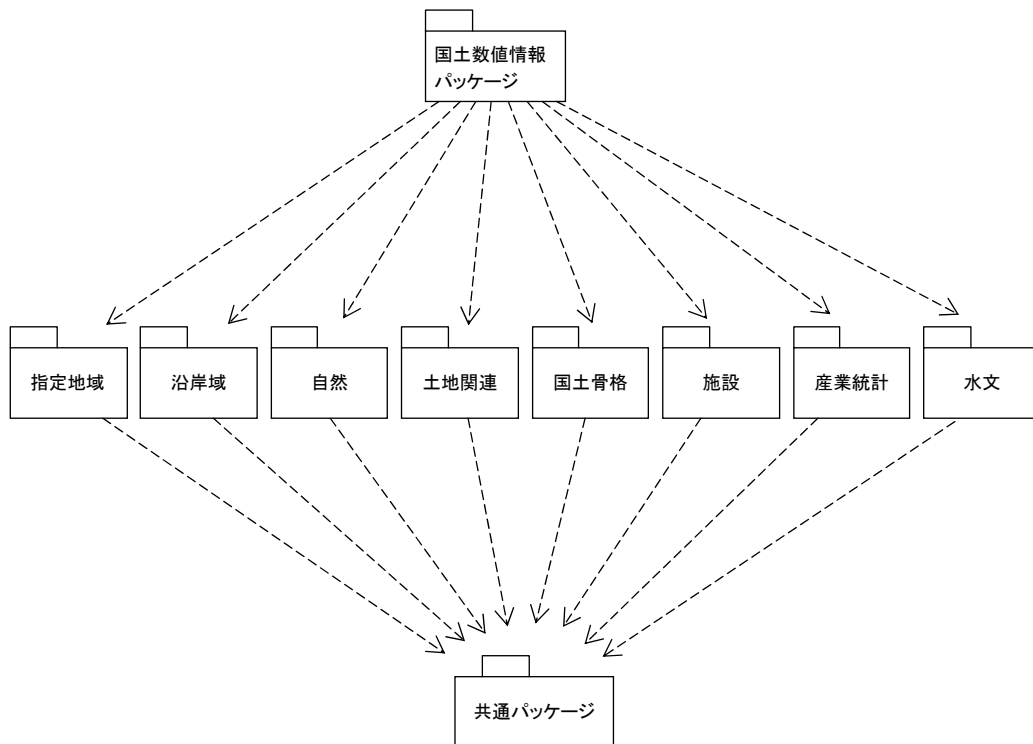 国土数値情報
パッケージ
指定地域
沿岸域
自然
土地関連
国土骨格
施設
産業統計
水文
共通パッケージ